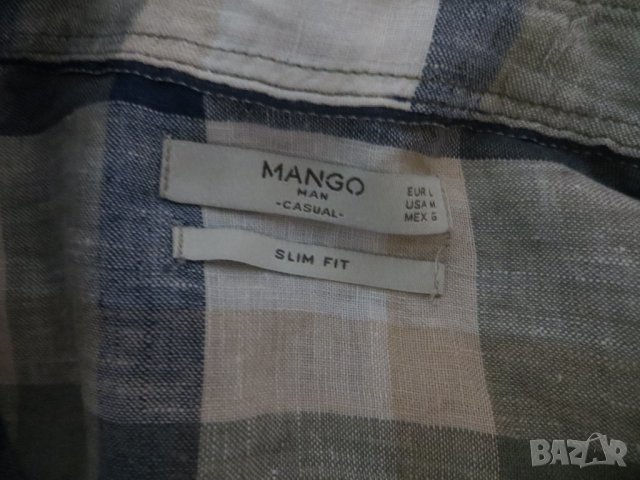 MANGO
MAN
-CASUAL-
EUR L
USA M
MEX G
SLIM FIT
BAZAR